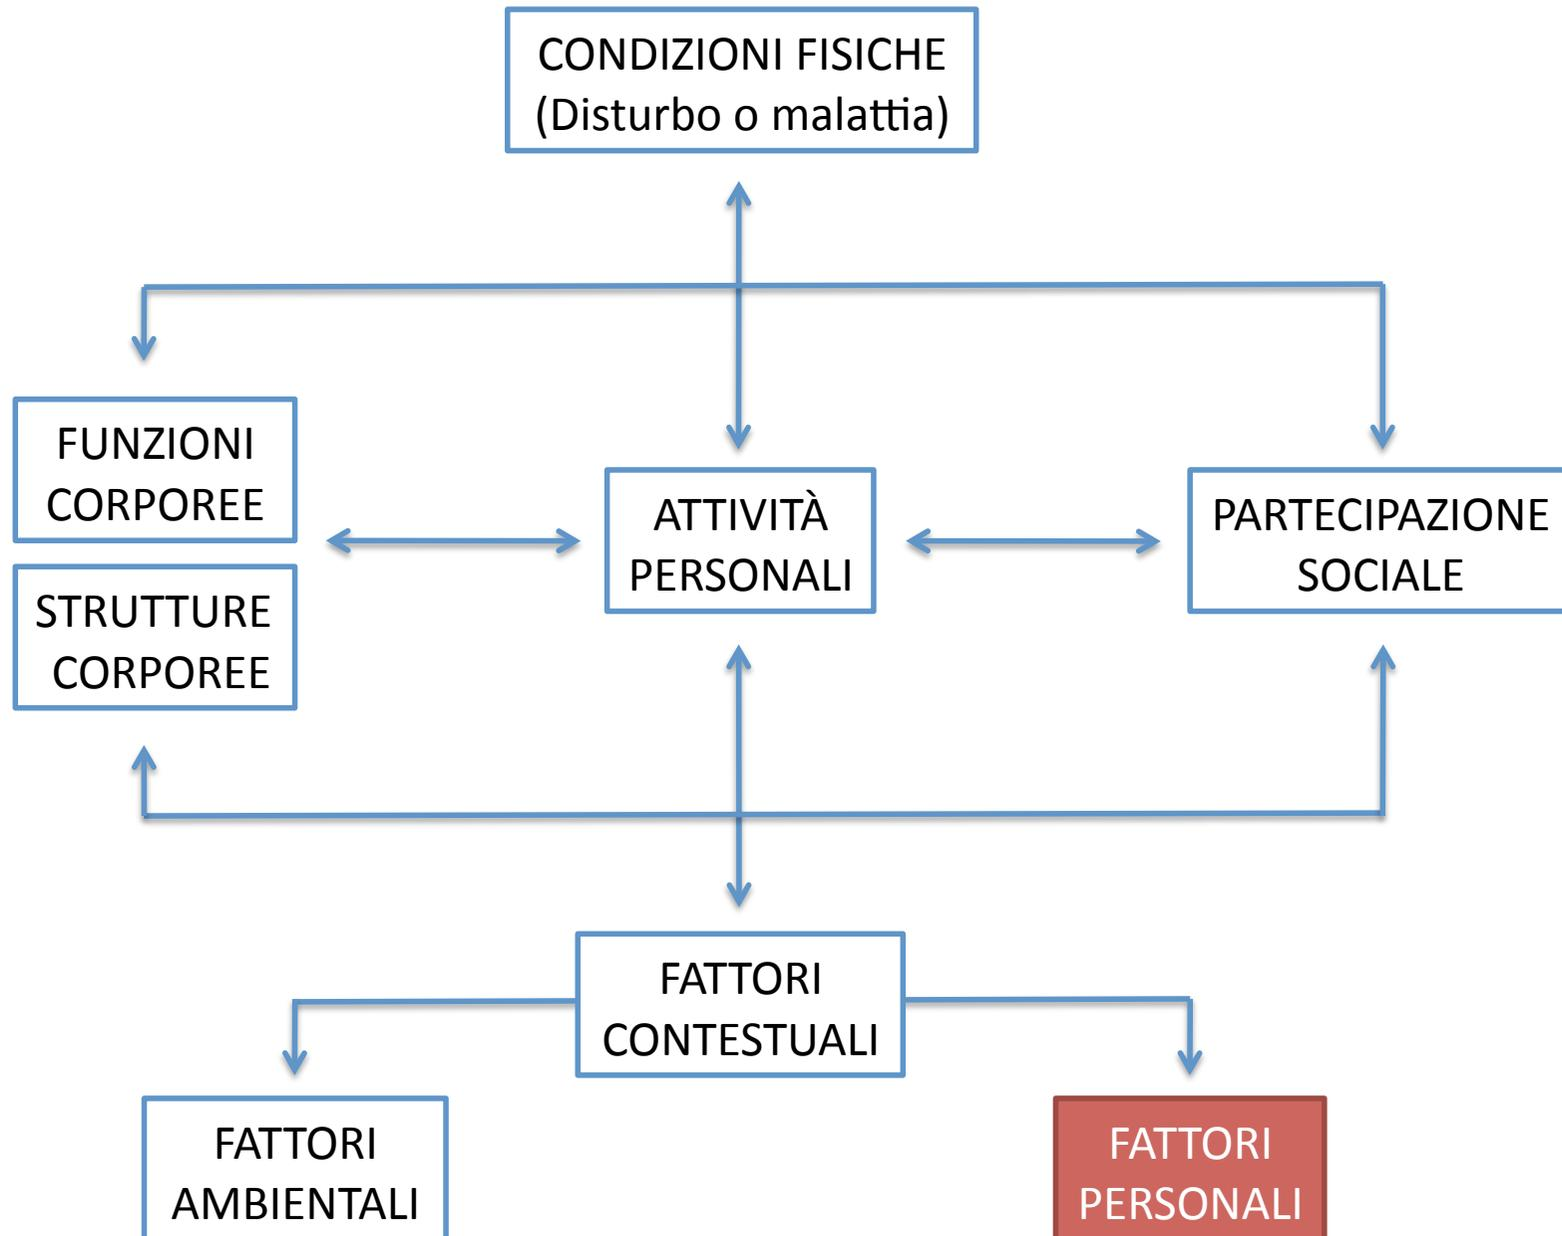 CONDIZIONI FISICHE
(Disturbo o malattia)
FUNZIONI
CORPOREE
STRUTTURE
CORPOREE
ATTIVITÀ
PERSONALI
PARTECIPAZIONE
SOCIALE
FATTORI
CONTESTUALI
FATTORI
AMBIENTALI
FATTORI
PERSONALI